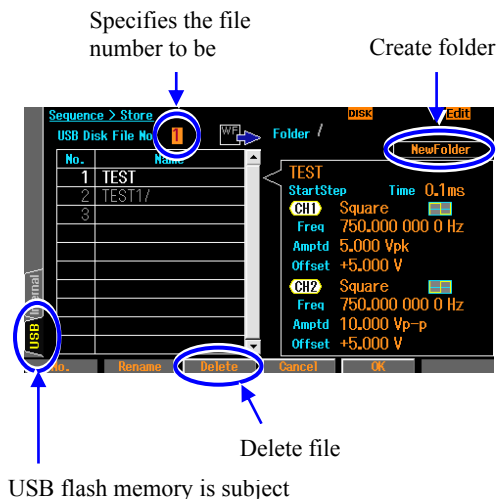 Specifies the file
number to be
Create folder
Sequence > Store
DISK
Edit
USB Disk File No. 1
WF
Folder /
NewFolder
No. Name
1 TEST
2 TEST1/
3
TEST
StartStep Time 0.1ms
CH1 Square
Freq 750.000 000 0 Hz
Amptd 5.000 Vpk
Offset +5.000 V
CH2 Square
Freq 750.000 000 0 Hz
Amptd 10.000 Vp-p
Offset +5.000 V
Internal
USB
No. Rename Delete Cancel OK
Delete file
USB flash memory is subject